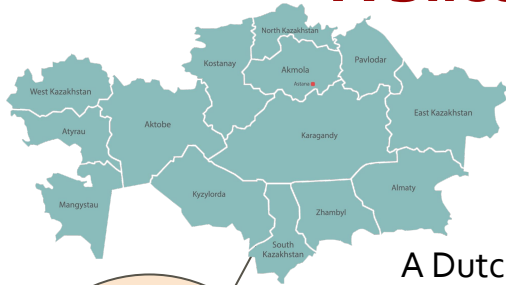 North Kazakhstan
Kostanay
Akmola
Pavlodar
Astana
West Kazakhstan
Aktobe
East Kazakhstan
Atyrau
Karagandy
Mangystau
Kyzylorda
Almaty
Zhambyl
South
Kazakhstan
A Dutc